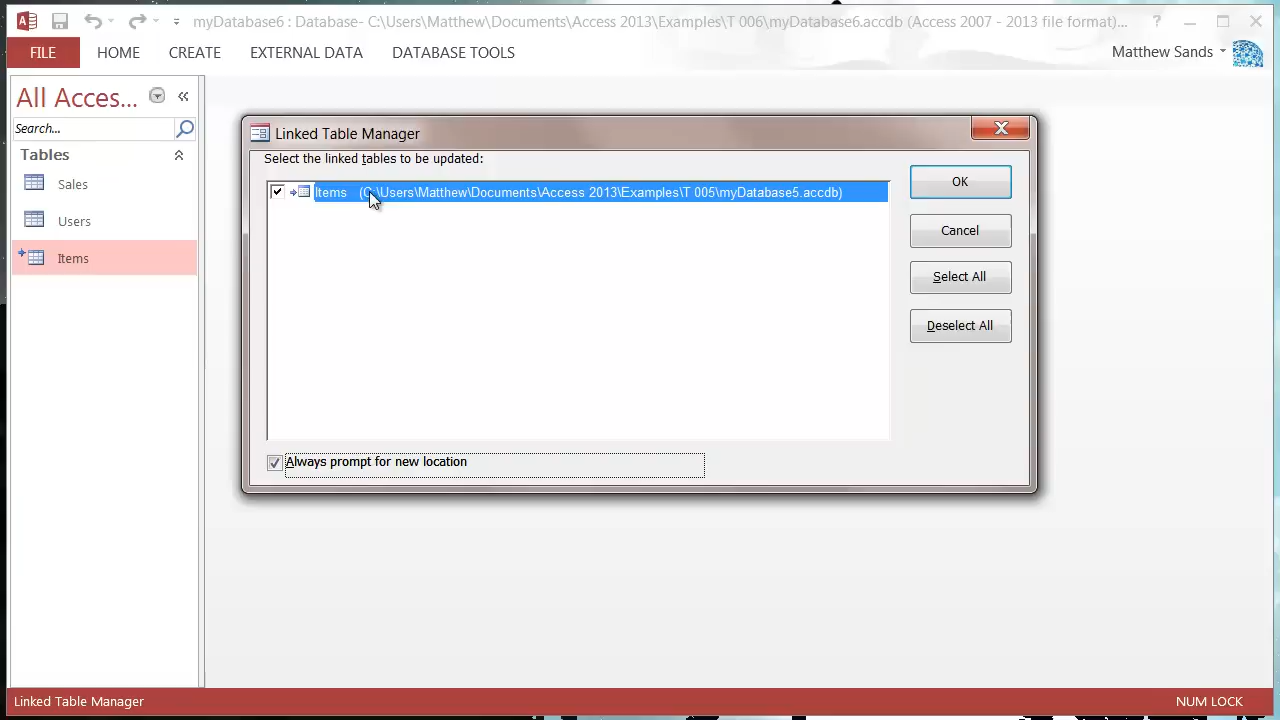 myDatabase6 : Database- C:\Users\Matthew\Documents\Access 2013\Examples\T 006\myDatabase6.accdb (Access 2007 - 2013 file format)...
FILE HOME CREATE EXTERNAL DATA DATABASE TOOLS Matthew Sands
All Acces...
Search...
Tables
Sales
Users
Items
Linked Table Manager
Select the linked tables to be updated:
Items (C:\Users\Matthew\Documents\Access 2013\Examples\T 005\myDatabase5.accdb)
OK
Cancel
Select All
Deselect All
Always prompt for new location
Linked Table Manager NUM LOCK